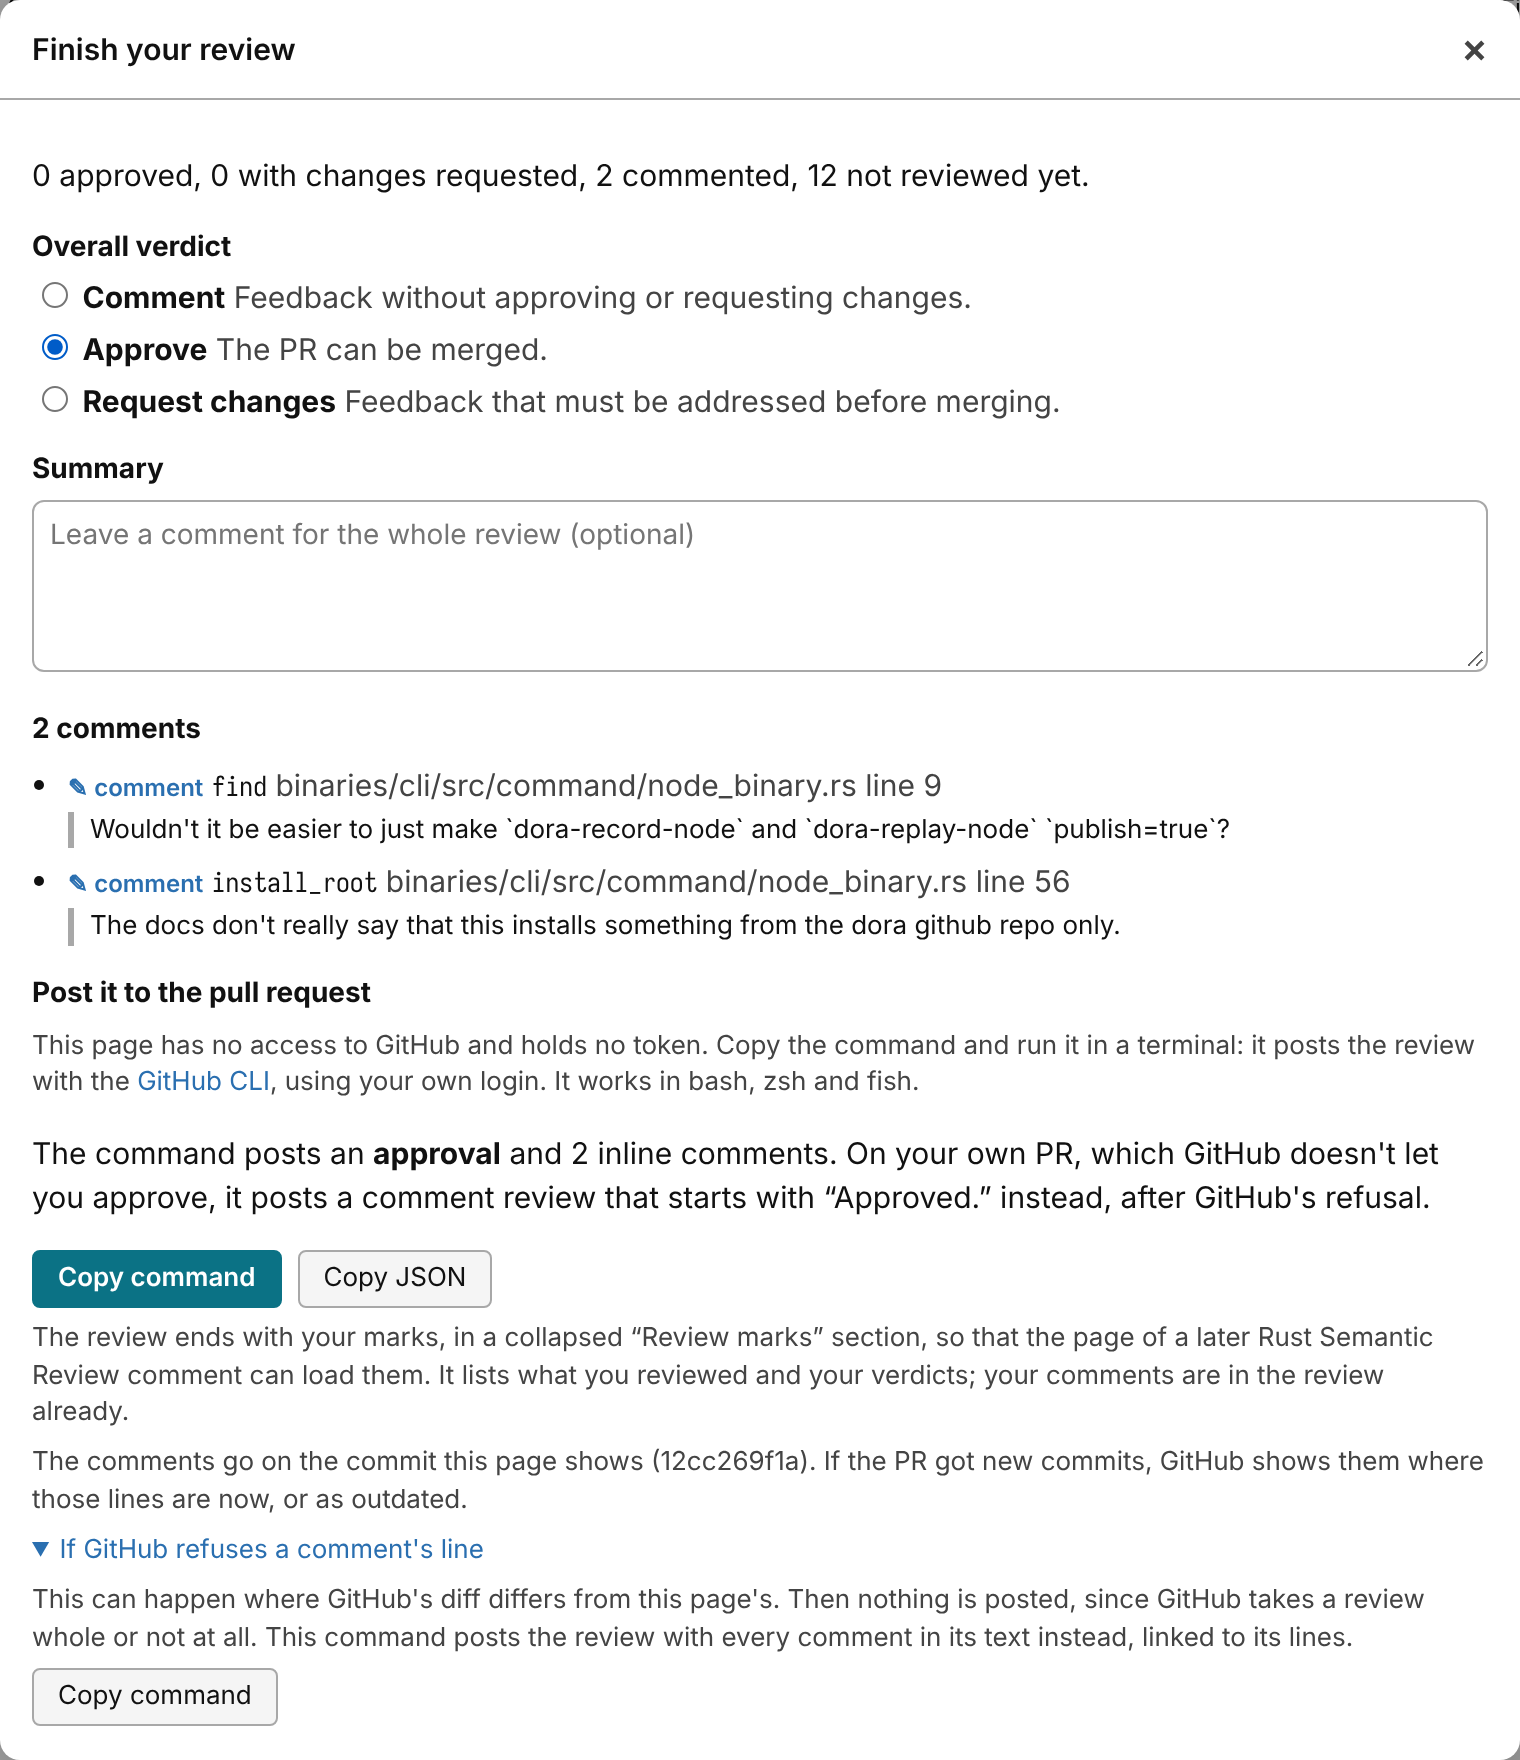 Finish your review
×
0 approved, 0 with changes requested, 2 commented, 12 not reviewed yet.
Overall verdict
Comment Feedback without approving or requesting changes.
Approve The PR can be merged.
Request changes Feedback that must be addressed before merging.
Summary
Leave a comment for the whole review (optional)
2 comments
• ✎ comment find binaries/cli/src/command/node_binary.rs line 9
Wouldn't it be easier to just make `dora-record-node` and `dora-replay-node` `publish=true`?
• ✎ comment install_root binaries/cli/src/command/node_binary.rs line 56
The docs don't really say that this installs something from the dora github repo only.
Post it to the pull request
This page has no access to GitHub and holds no token. Copy the command and run it in a terminal: it posts the review
with the GitHub CLI, using your own login. It works in bash, zsh and fish.
The command posts an approval and 2 inline comments. On your own PR, which GitHub doesn't let
you approve, it posts a comment review that starts with “Approved.” instead, after GitHub's refusal.
Copy command Copy JSON
The review ends with your marks, in a collapsed “Review marks” section, so that the page of a later Rust Semantic
Review comment can load them. It lists what you reviewed and your verdicts; your comments are in the review
already.
The comments go on the commit this page shows (12cc269f1a). If the PR got new commits, GitHub shows them where
those lines are now, or as outdated.
▼ If GitHub refuses a comment's line
This can happen where GitHub's diff differs from this page's. Then nothing is posted, since GitHub takes a review
whole or not at all. This command posts the review with every comment in its text instead, linked to its lines.
Copy command